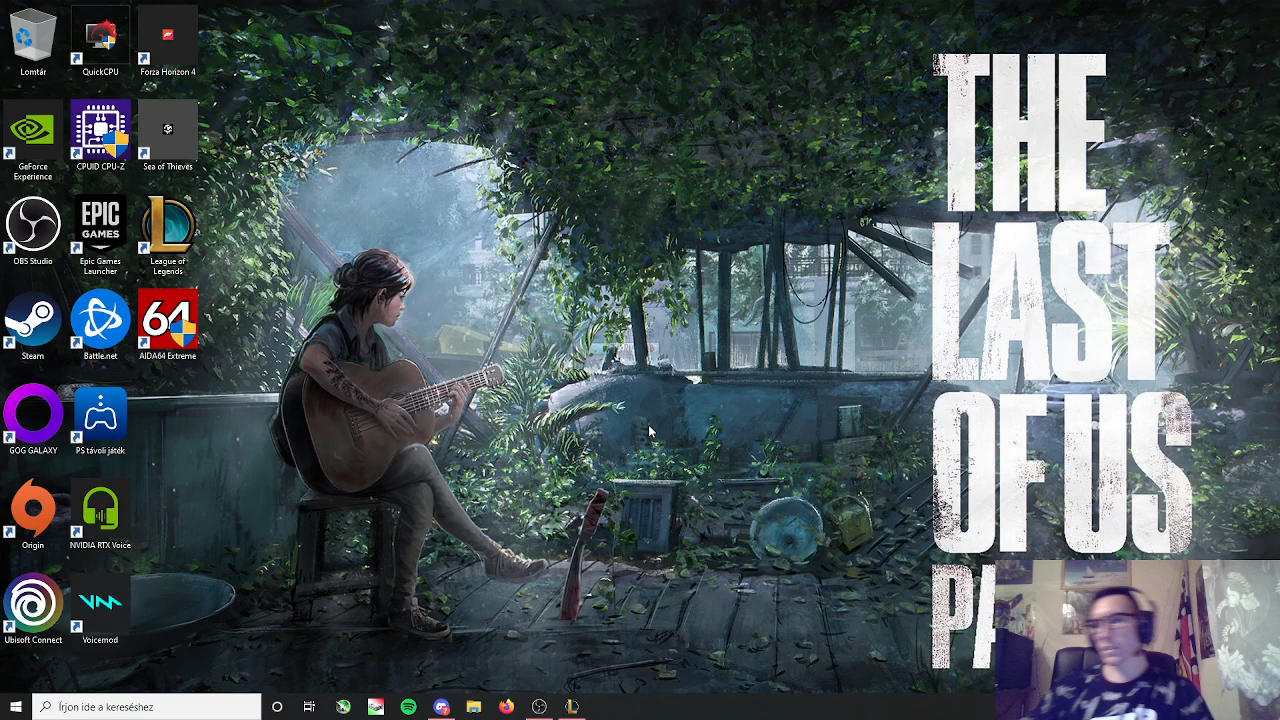 Lomtár
QuickCPU
Forza Horizon 4
GeForce
Experience
CPUID CPU-Z
Sea of Thieves
OBS Studio
EPIC
GAMES
Epic Games
Launcher
League of
Legends
Steam
Battle.net
64
AIDA64 Extreme
GOG GALAXY
PS távoli játék
Origin
NVIDIA RTX Voice
Ubisoft Connect
Voicemod
THE
LAST
OF US
PA
Írjon ide a kereséshez